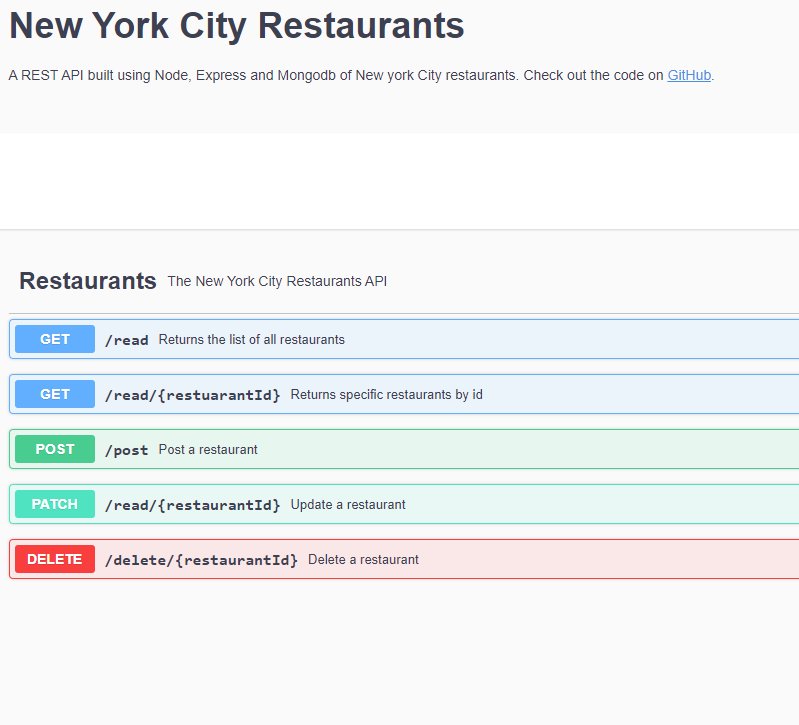 New York City Restaurants
A REST API built using Node, Express and Mongodb of New york City restaurants. Check out the code on GitHub.
Restaurants The New York City Restaurants API
GET /read Returns the list of all restaurants
GET /read/{restuarantId} Returns specific restaurants by id
POST /post Post a restaurant
PATCH /read/{restaurantId} Update a restaurant
DELETE /delete/{restaurantId} Delete a restaurant